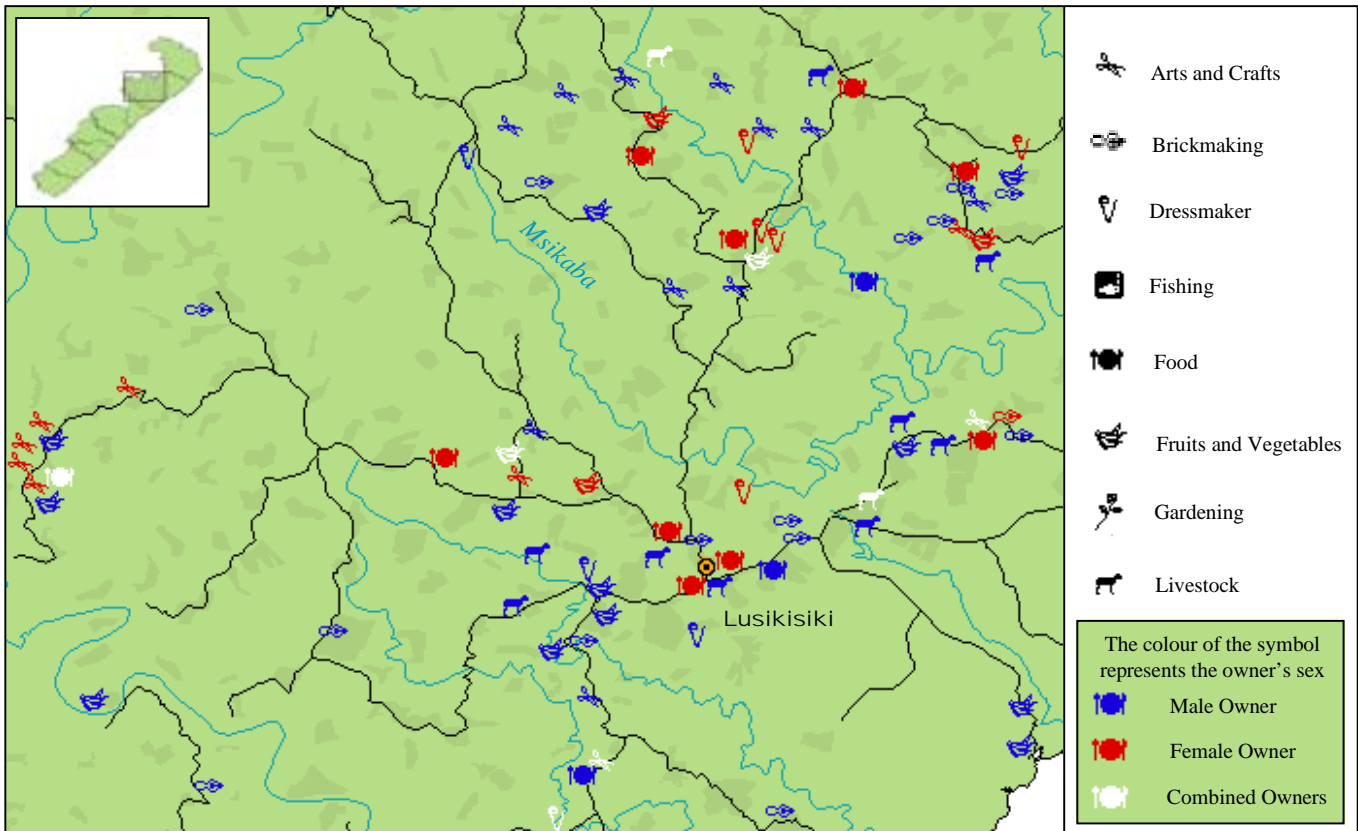 Msikaba
Lusikisiki
Arts and Crafts
Brickmaking
Dressmaker
Fishing
Food
Fruits and Vegetables
Gardening
Livestock
The colour of the symbol
represents the owner's sex
Male Owner
Female Owner
Combined Owners